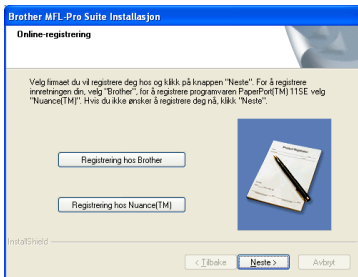 Brother MFL-Pro Suite Installasjon
Online-registrering
Velg firmaet du vil registrere deg hos og klikk på knappen "Neste". For å registrere
innretningen din, velg "Brother", for å registrere programvaren PaperPort(TM) 11SE velg
"Nuance(TM)". Hvis du ikke ønsker å registrere deg nå, klikk "Neste".
Product Registration
Registrering hos Brother
Registrering hos Nuance(TM)
InstallShield
< Tilbake
Neste >
Avbryt